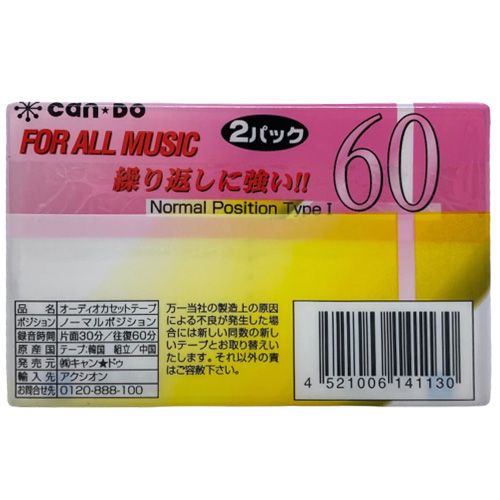 can★Do
FOR ALL MUSIC
2パック
60
繰り返しに強い!!
Normal Position Type I
品名 オーディオカセットテープ
ポジション ノーマルポジション
録音時間 片面30分/往復60分
原産国 テープ/韓国 組立/中国
発売元 ㈱キャン★ドゥ
輸入先 アクシオン
お問合せ先 0120-888-100
万一当社の製造上の原因
による不良が発生した場
合には新しい同数の新し
いテープとお取り替えい
たします。それ以外の責
はご容赦下さい。
4 521006 141130